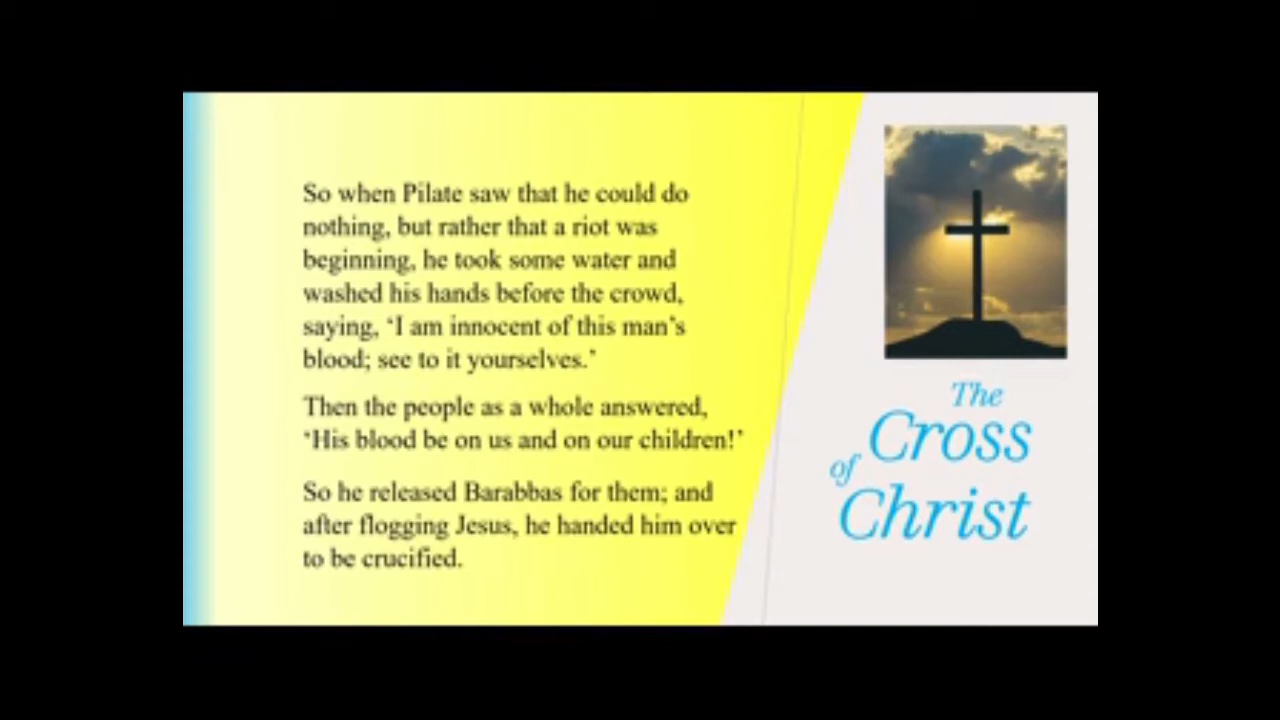 So when Pilate saw that he could do
nothing, but rather that a riot was
beginning, he took some water and
washed his hands before the crowd,
saying, ‘I am innocent of this man’s
blood; see to it yourselves.’
Then the people as a whole answered,
‘His blood be on us and on our children!’
So he released Barabbas for them; and
after flogging Jesus, he handed him over
to be crucified.
The
Cross
of
Christ